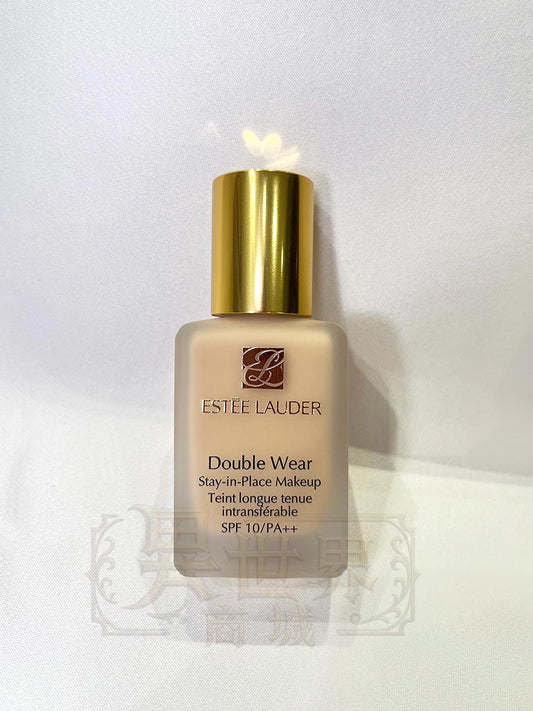 ESTĒE LAUDER
Double Wear
Stay-in-Place Makeup
Teint longue tenue
intransférable
SPF 10/PA++
異世界
商城